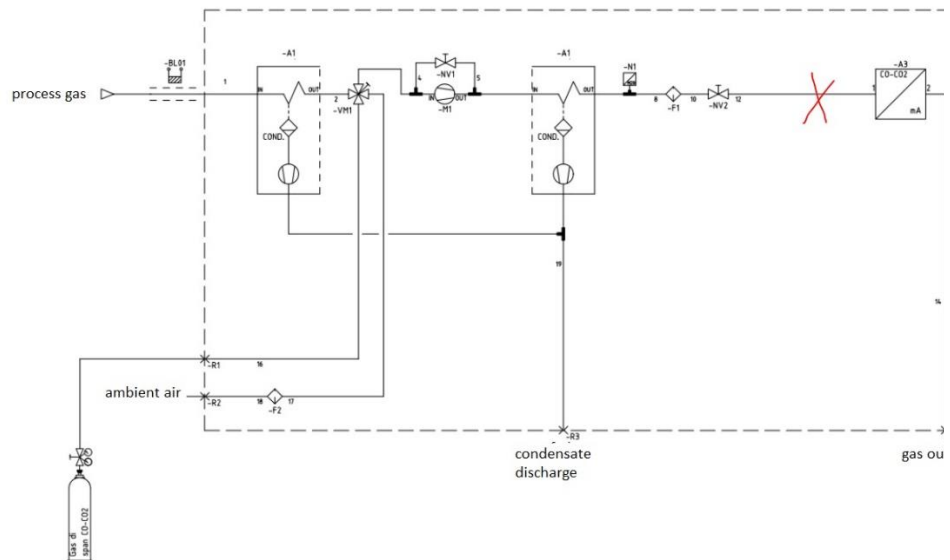 -BL01
process gas
1
-A1
IN
OUT
COND.
2
-VM1
4
-NV1
5
IN
OUT
-M1
-A1
IN
OUT
COND.
-N1
8
-F1
10
-NV2
12
-A3
CO-CO2
1
2
mA
19
14
-R1
16
ambient air
-R2
18
-F2
17
-R3
condensate
discharge
gas ou
Gas di
span CO-CO2